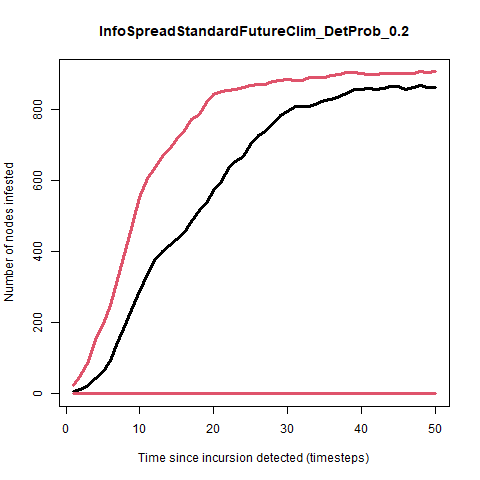 InfoSpreadStandardFutureClim_DetProb_0.2
Number of nodes infested
800
600
400
200
0
0 10 20 30 40 50
Time since incursion detected (timesteps)